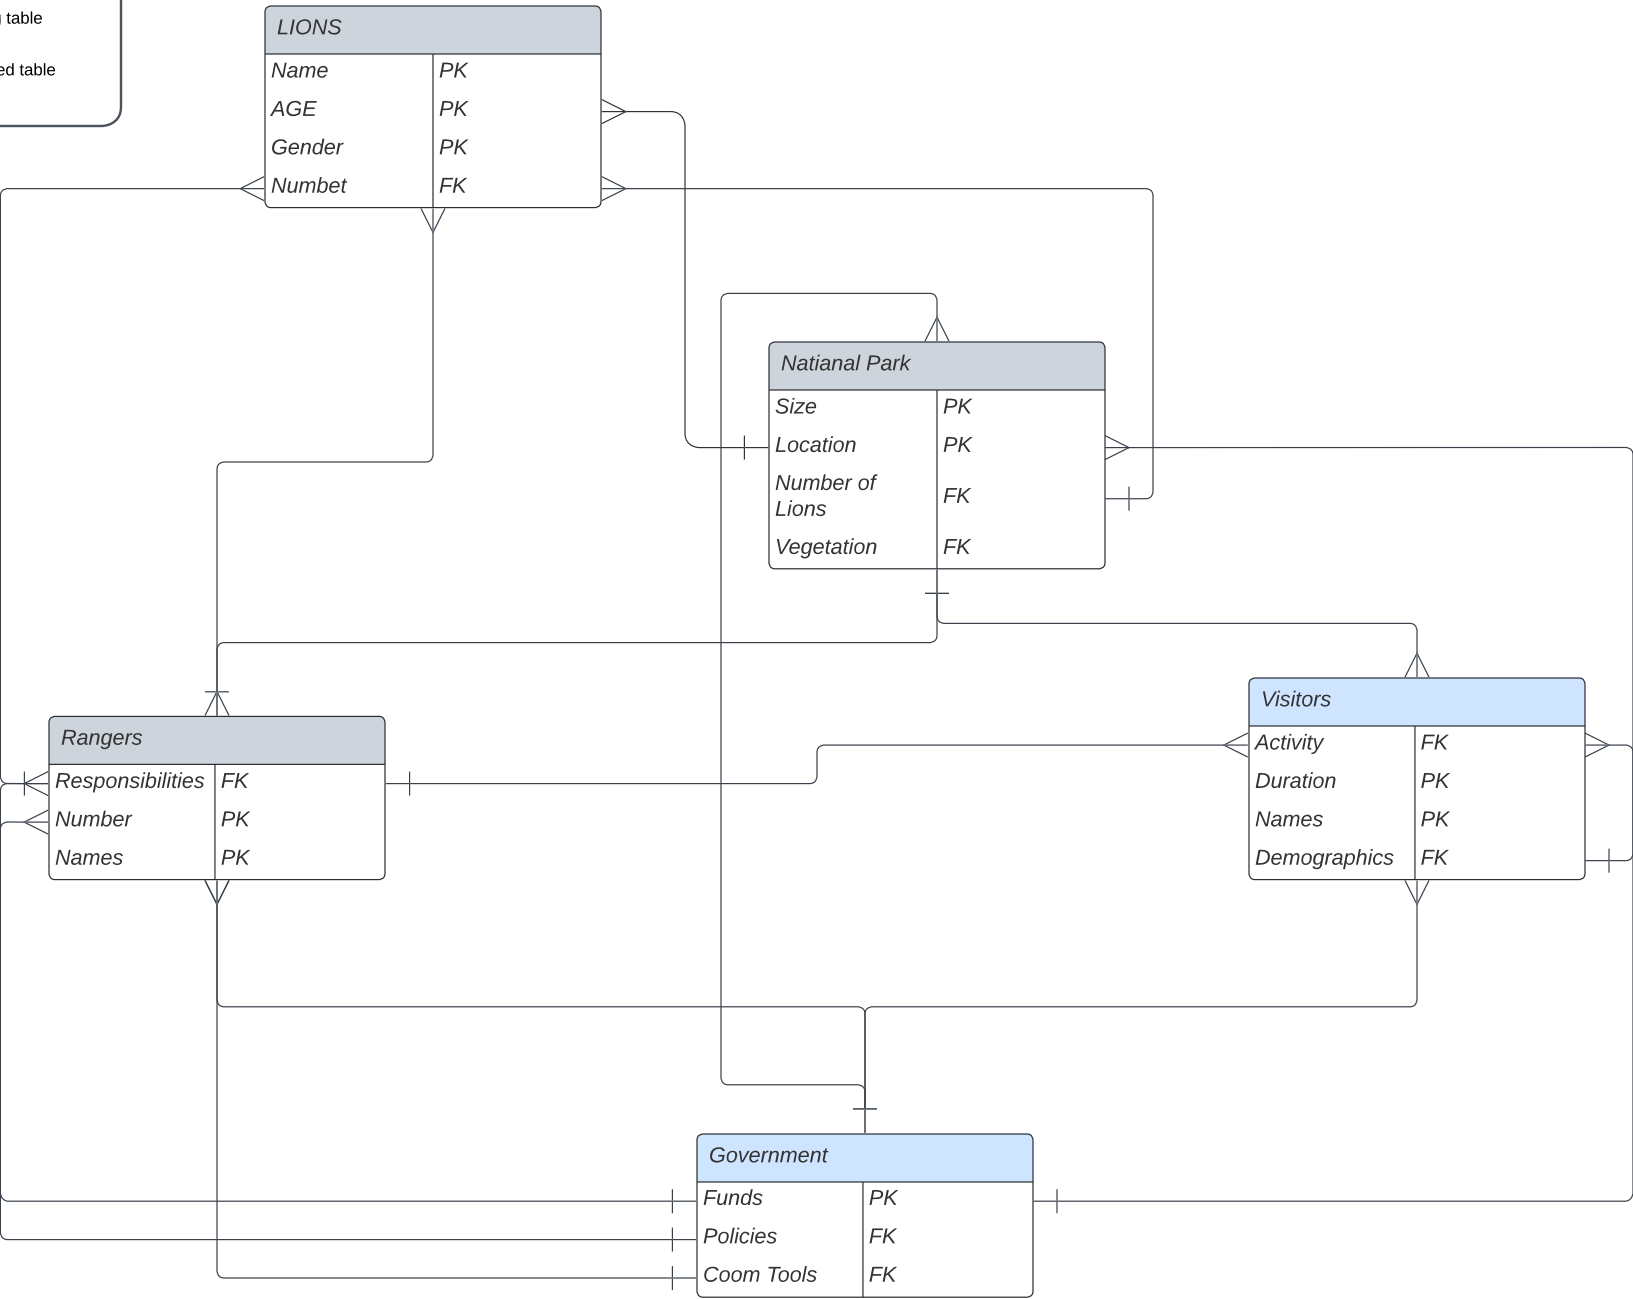 table
ed table
LIONS
Name PK
AGE PK
Gender PK
Numbet FK
Natianal Park
Size PK
Location PK
Number of
Lions FK
Vegetation FK
Rangers
Responsibilities FK
Number PK
Names PK
Visitors
Activity FK
Duration PK
Names PK
Demographics FK
Government
Funds PK
Policies FK
Coom Tools FK